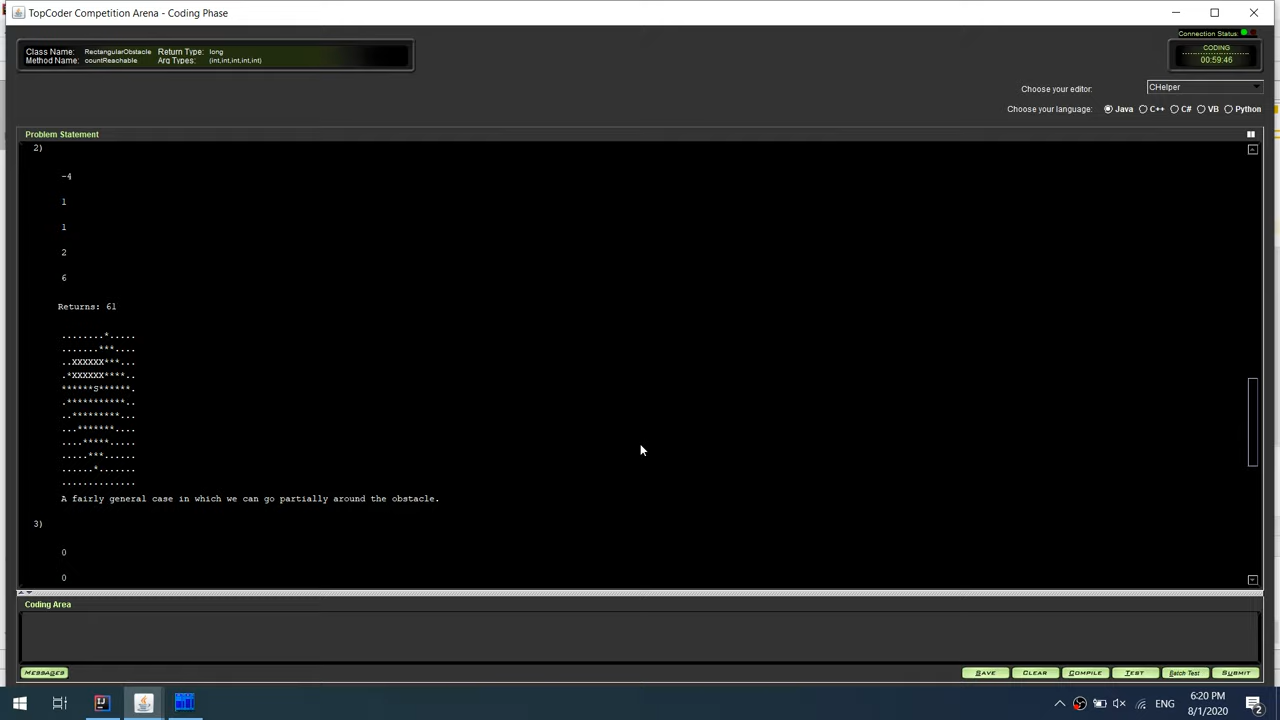 TopCoder Competition Arena - Coding Phase
Connection Status:
Class Name: RectangularObstacle Return Type: long
Method Name: countReachable Arg Types: (int,int,int,int,int)
CODING
00:59:46
Choose your editor: CHelper
Choose your language: Java C++ C# VB Python
Problem Statement
2)
-4
1
1
2
6
Returns: 61
........*.....
.......***....
..XXXXXX***...
.*XXXXXX****..
******S******.
.***********..
..*********...
...*******....
....*****.....
.....***......
......*.......
..............
A fairly general case in which we can go partially around the obstacle.
3)
0
0
Coding Area
MESSAGES SAVE CLEAR COMPILE TEST Batch Test SUBMIT
ENG
6:20 PM
8/1/2020
2